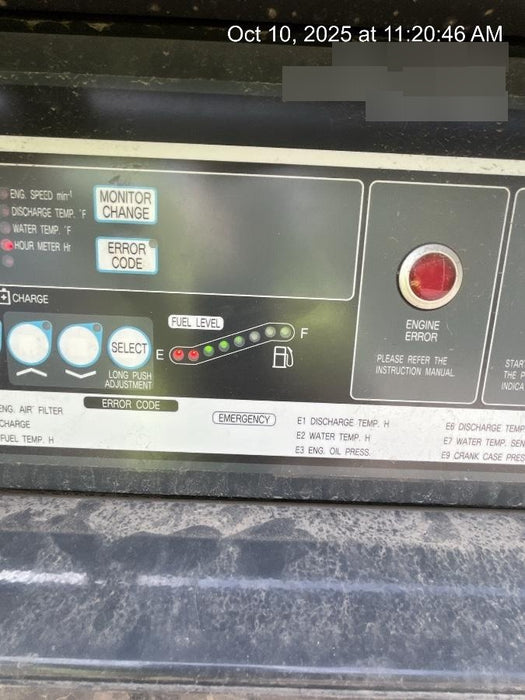 Oct 10, 2025 at 11:20:46 AM
ENG. SPEED min-1
DISCHARGE TEMP. °F
WATER TEMP. °F
HOUR METER Hr
MONITOR
CHANGE
ERROR
CODE
CHARGE
FUEL LEVEL
E
F
SELECT
LONG PUSH
ADJUSTMENT
ENGINE
ERROR
PLEASE REFER THE
INSTRUCTION MANUAL
THE
INDICA
ERROR CODE
ENG. AIR FILTER
CHARGE
FUEL TEMP. H
EMERGENCY
E1 DISCHARGE TEMP. H
E2 WATER TEMP. H
E3 ENG. OIL PRESS.
DISCHARGE TEMP
E7 WATER TEMP. SEN
E9 CRANK CASE PRES